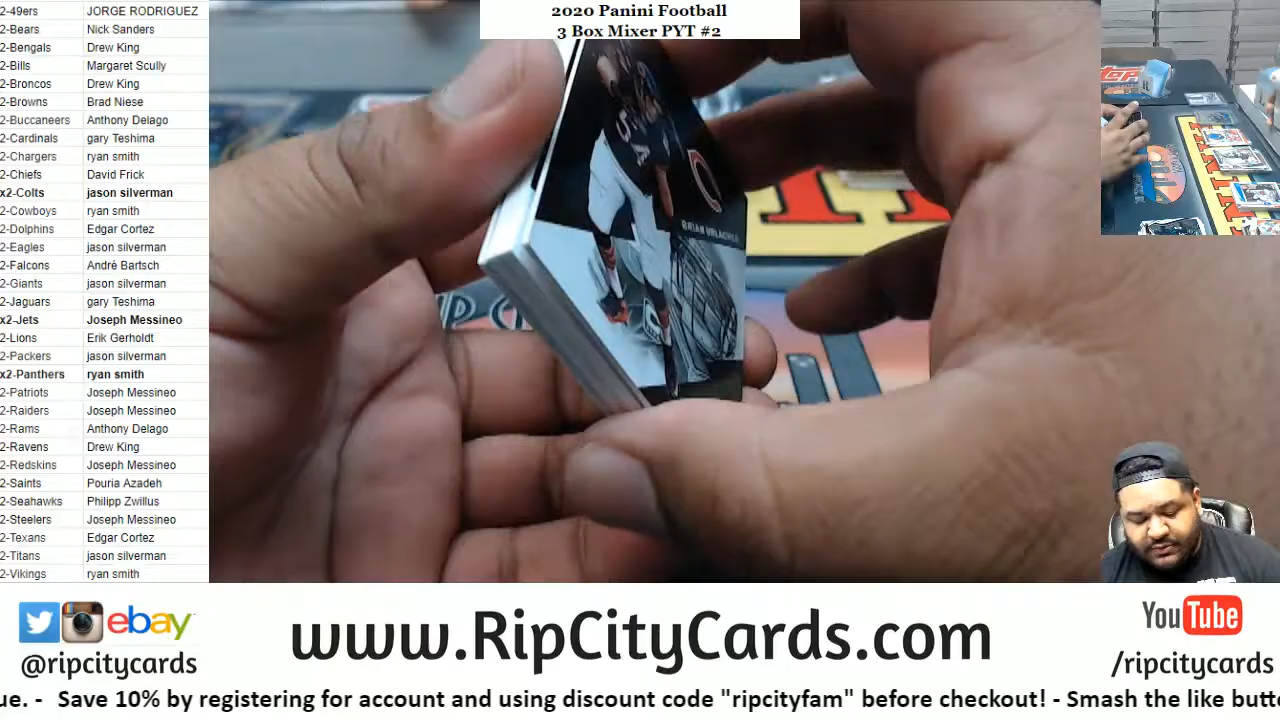 2-49ers JORGE RODRIGUEZ
2-Bears Nick Sanders
2-Bengals Drew King
2-Bills Margaret Scully
2-Broncos Drew King
2-Browns Brad Niese
2-Buccaneers Anthony Delago
2-Cardinals gary Teshima
2-Chargers ryan smith
2-Chiefs David Frick
x2-Colts jason silverman
2-Cowboys ryan smith
2-Dolphins Edgar Cortez
2-Eagles jason silverman
2-Falcons Andrè Bartsch
2-Giants jason silverman
2-Jaguars gary Teshima
x2-Jets Joseph Messineo
2-Lions Erik Gerholdt
2-Packers jason silverman
x2-Panthers ryan smith
2-Patriots Joseph Messineo
2-Raiders Joseph Messineo
2-Rams Anthony Delago
2-Ravens Drew King
2-Redskins Joseph Messineo
2-Saints Pouria Azadeh
2-Seahawks Philipp Zwillus
2-Steelers Joseph Messineo
2-Texans Edgar Cortez
2-Titans jason silverman
2-Vikings ryan smith
2020 Panini Football
3 Box Mixer PYT #2
BRIAN URLACHER
ebay
@ripcitycards
www.RipCityCards.com
YouTube
/ripcitycards
ue. - Save 10% by registering for account and using discount code "ripcityfam" before checkout! - Smash the like butt